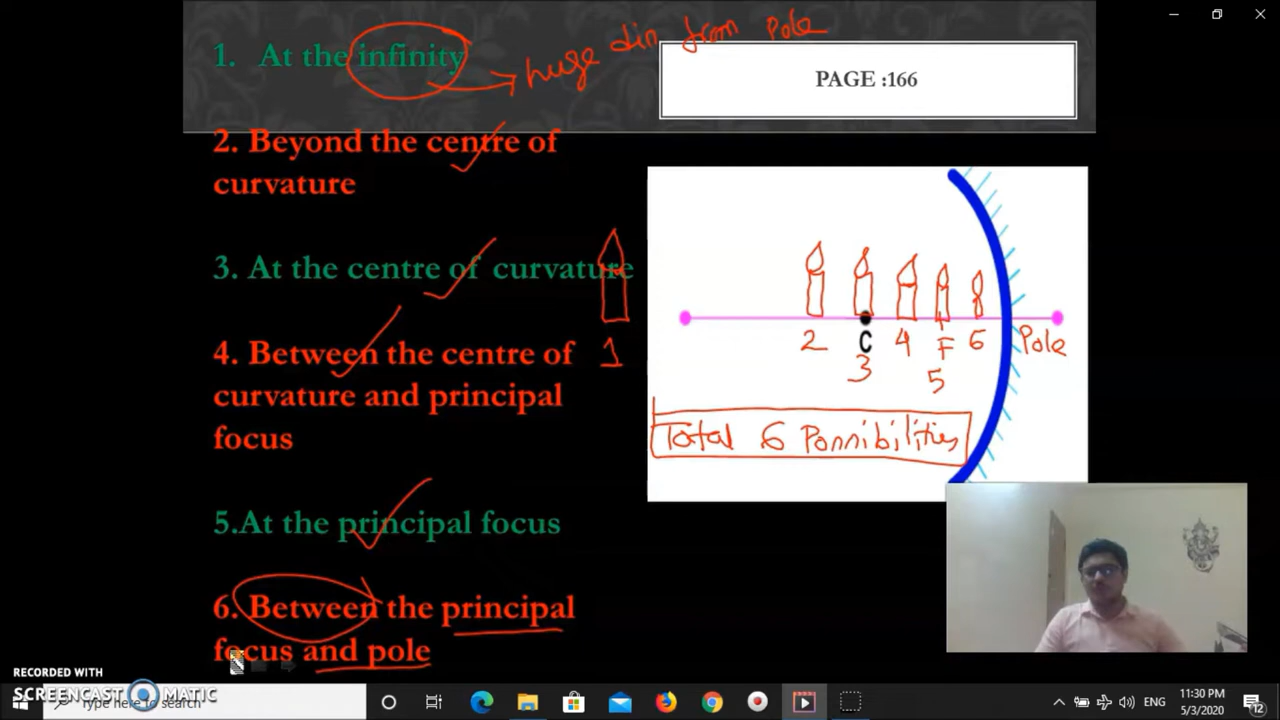 1. At the infinity
huge din from Pole
PAGE :166
2. Beyond the centre of
curvature
3. At the centre of curvature
4. Between the centre of
curvature and principal
focus
5.At the principal focus
6. Between the principal
focus and pole
1
2
C
3
4
F
5
6
Pole
Total 6 Possibilities
RECORDED WITH
SCREENCAST MATIC
Type here to search
ENG
11:30 PM
5/3/2020
12